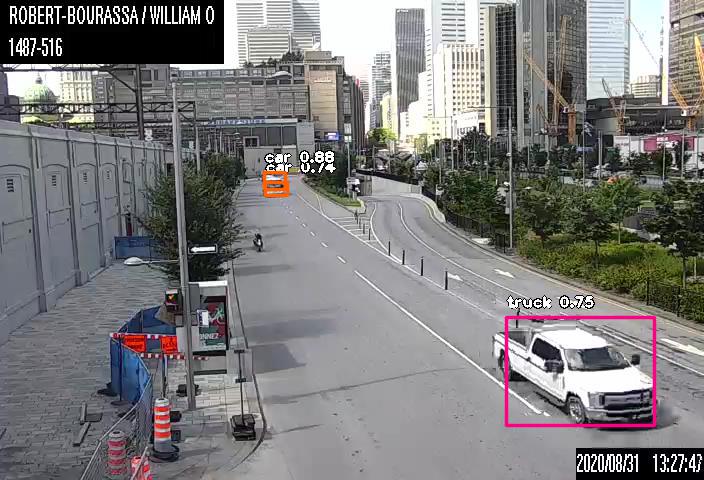 ROBERT-BOURASSA / WILLIAM O
1487-516
car 0.88
car 0.74
truck 0.75
2020/08/31 13:27:47